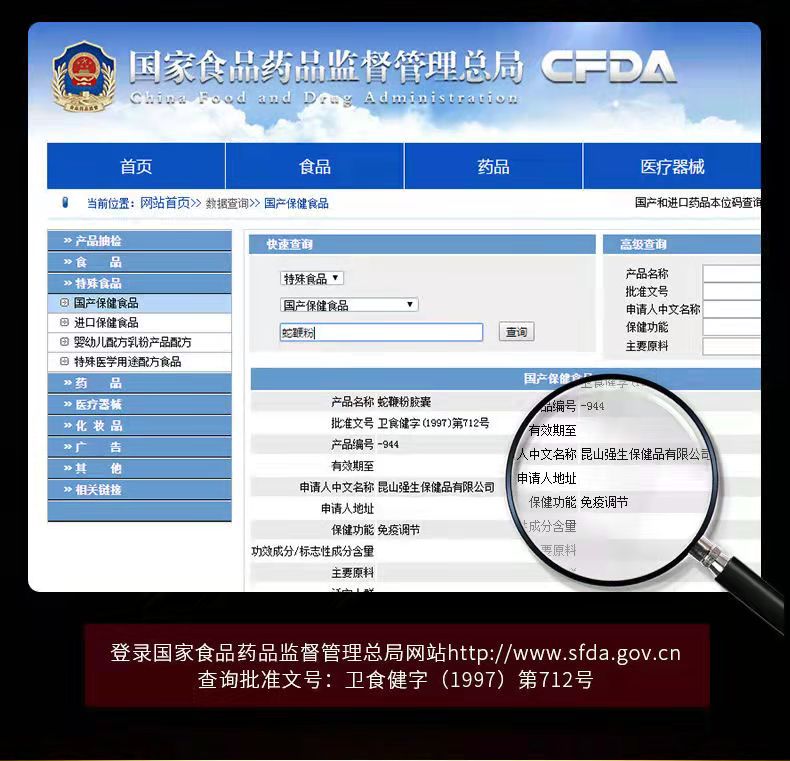 国家食品药品监督管理总局 CFDA
China Food and Drug Administration
食品药品监管
首页
食品
药品
医疗器械
当前位置：网站首页>> 数据查询>> 国产保健食品
国产和进口药品本位码查询
>> 产品抽检
>> 食 品
>> 特殊食品
国产保健食品
进口保健食品
婴幼儿配方乳粉产品配方
特殊医学用途配方食品
>> 药 品
>> 医疗器械
>> 化 妆 品
>> 广 告
>> 其 他
>> 相关链接
快速查询
特殊食品 ▼
国产保健食品 ▼
蛇鞭粉
查询
高级查询
产品名称
批准文号
申请人中文名称
保健功能
主要原料
国产保健食品
产品名称 蛇鞭粉胶囊
批准文号 卫食健字(1997)第712号
产品编号 -944
有效期至
申请人中文名称 昆山强生保健品有限公司
申请人地址
保健功能 免疫调节
功效成分/标志性成分含量
主要原料
卫食健字(1
品编号 -944
有效期至
人中文名称 昆山强生保健品有限公司
申请人地址
保健功能 免疫调节
成分含量
要原料
登录国家食品药品监督管理总局网站http://www.sfda.gov.cn
查询批准文号：卫食健字（1997）第712号